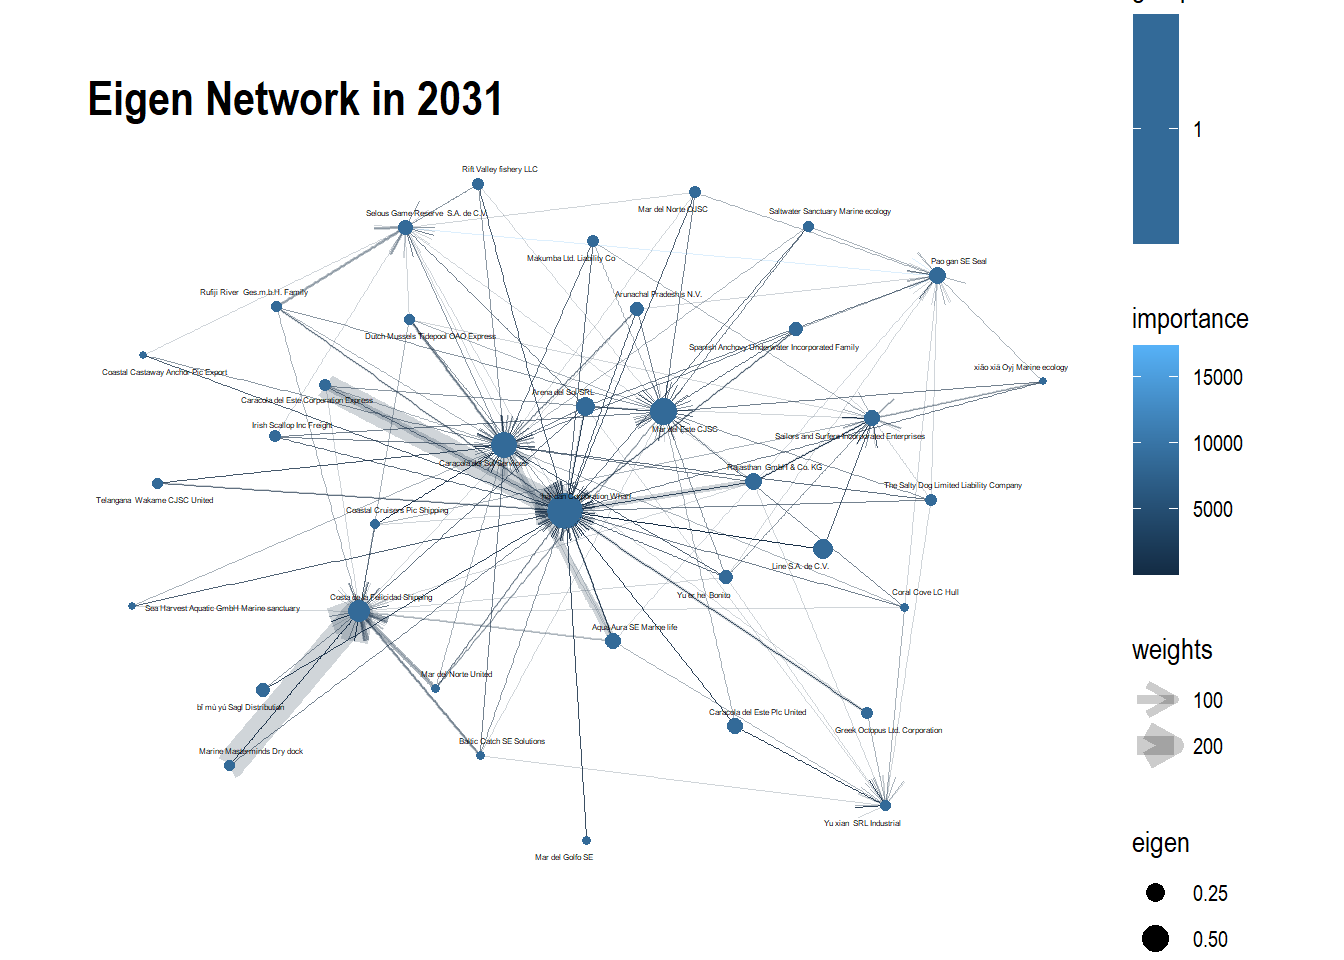 Eigen Network in 2031
1
importance
15000
10000
5000
weights
100
200
eigen
0.25
0.50
Rift Valley fishery LLC
Selous Game Reserve  S.A. de C.V.
Mar del Norte CJSC
Saltwater Sanctuary Marine ecology
Makumba Ltd. Liability Co
Pao gan SE Seal
Rufiji River  Ges.m.b.H. Family
Arunachal Pradesh s N.V.
Dutch Mussels Tidepool OAO Express
Spanish Anchovy Underwater Incorporated Family
Coastal Castaway Anchor Plc Export
xiǎo xiā Oyj Marine ecology
Caracola del Este Corporation Express
Arena del Sol SRL
Irish Scallop Inc Freight
Mar del Este CJSC
Sailors and Surfers Incorporated Enterprises
Caracola del Sol Services
Rajasthan  GmbH & Co. KG
Telangana  Wakame CJSC United
The Salty Dog Limited Liability Company
Corporation Wharf
Coastal Cruisers Pic Shipping
Line S.A. de C.V.
Costa de la Felicidad Shipping
Yu er he Bonito
Coral Cove LC Hull
Sea Harvest Aquatic GmbH Marine sanctuary
Aqua Aura SE Marine life
Mar del Norte United
bǐ mù yú Sagl Distribution
Caracola del Este Plc United
Greek Octopus Ltd. Corporation
Marine Masterminds Dry dock
Baltic Catch SE Solutions
Yu xian  SRL Industrial
Mar del Golfo SE